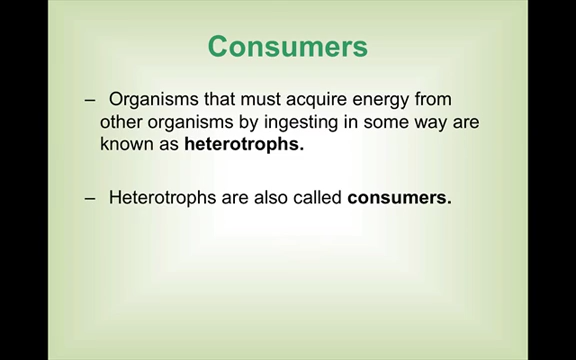 Consumers
– Organisms that must acquire energy from
other organisms by ingesting in some way are
known as heterotrophs.
– Heterotrophs are also called consumers.